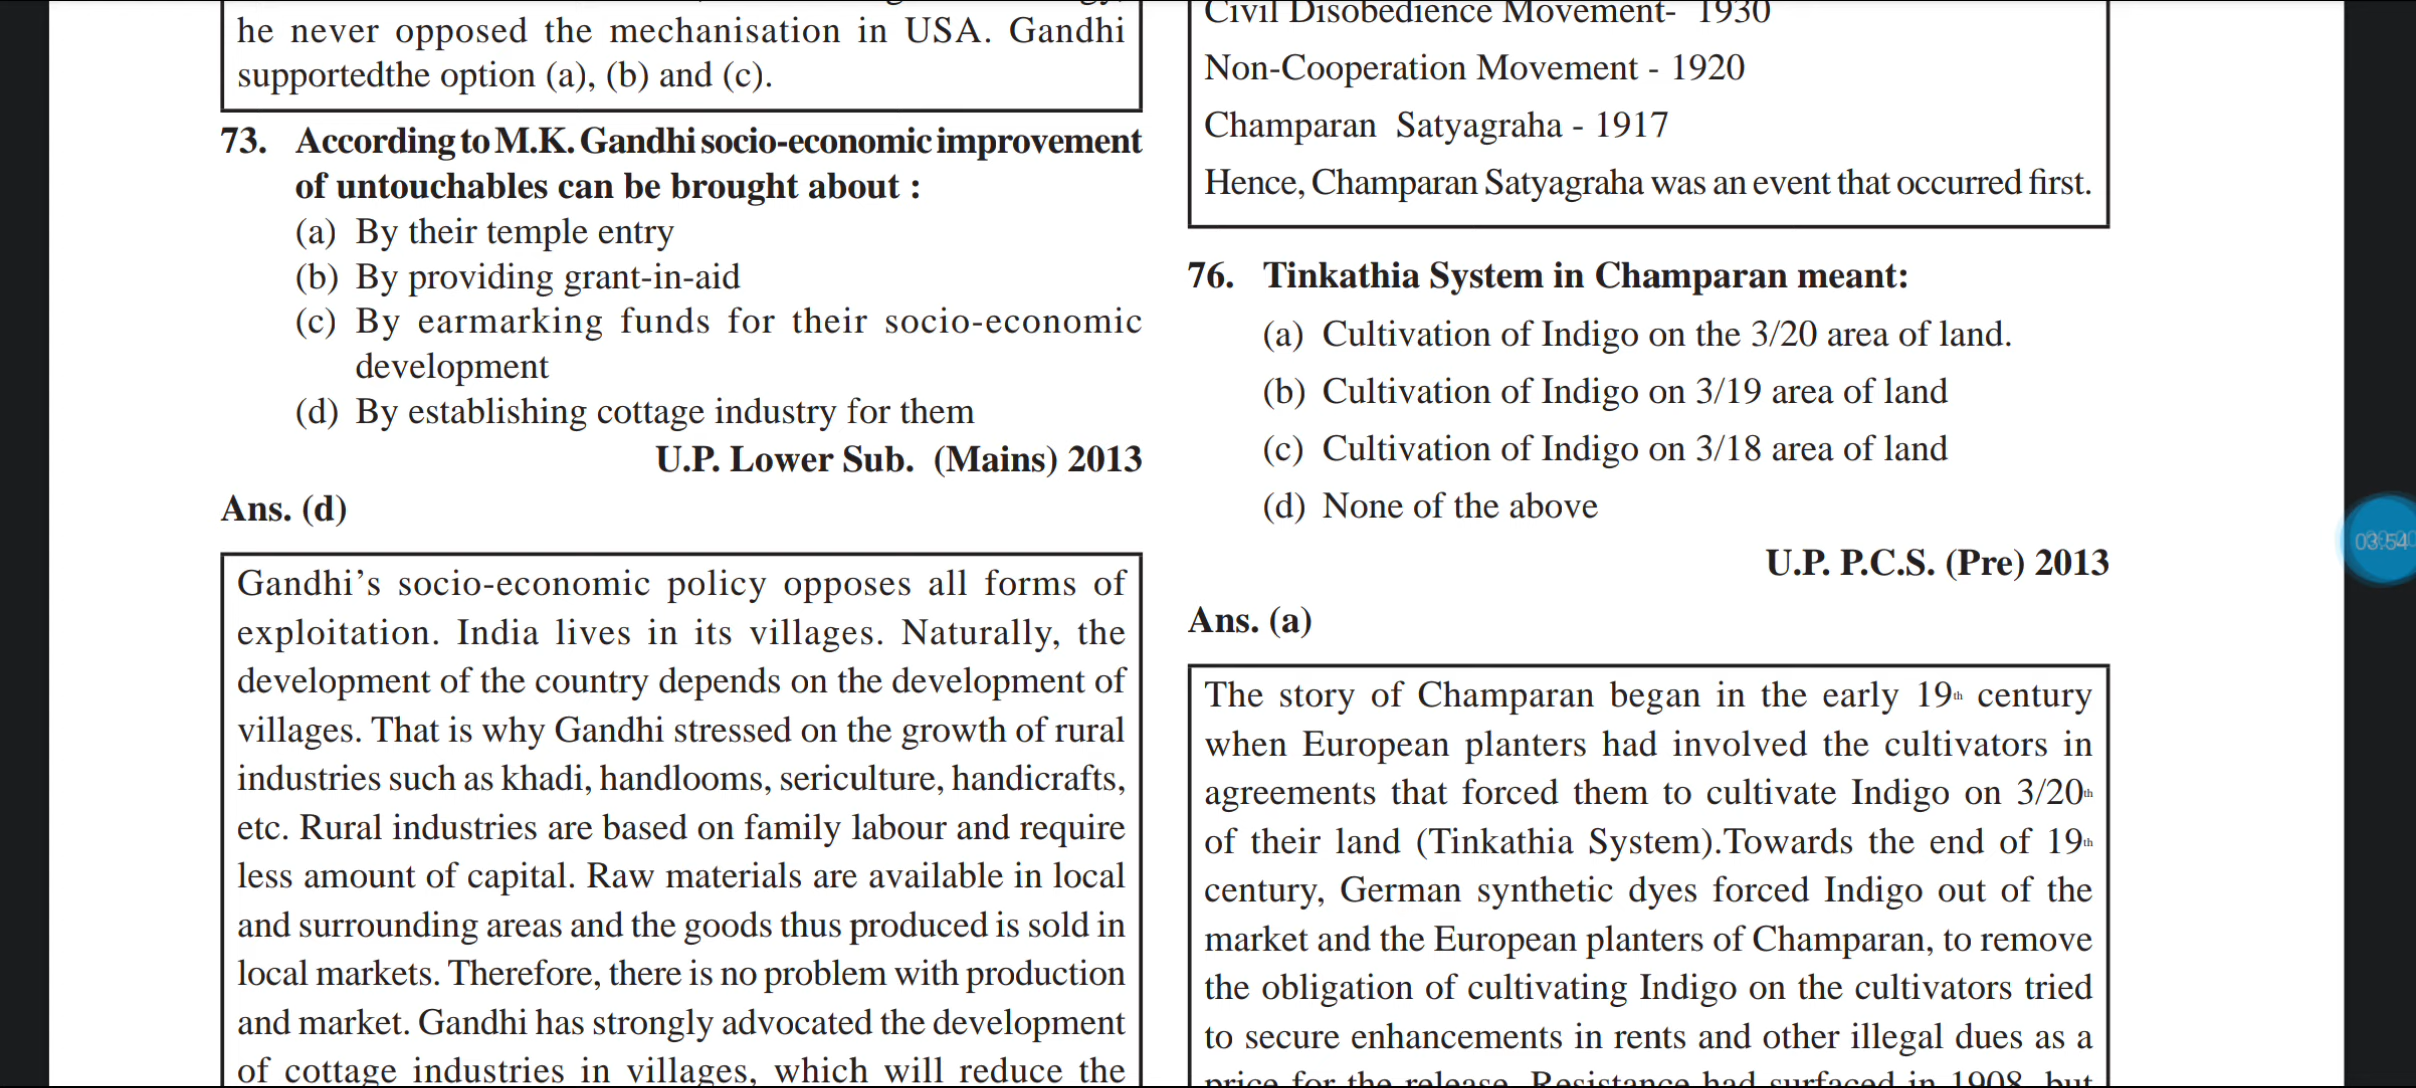 he never opposed the mechanisation in USA. Gandhi
supportedthe option (a), (b) and (c).
73. According to M.K. Gandhi socio-economic improvement
of untouchables can be brought about :
(a) By their temple entry
(b) By providing grant-in-aid
(c) By earmarking funds for their socio-economic
development
(d) By establishing cottage industry for them
U.P. Lower Sub. (Mains) 2013
Ans. (d)
Gandhi’s socio-economic policy opposes all forms of
exploitation. India lives in its villages. Naturally, the
development of the country depends on the development of
villages. That is why Gandhi stressed on the growth of rural
industries such as khadi, handlooms, sericulture, handicrafts,
etc. Rural industries are based on family labour and require
less amount of capital. Raw materials are available in local
and surrounding areas and the goods thus produced is sold in
local markets. Therefore, there is no problem with production
and market. Gandhi has strongly advocated the development
of cottage industries in villages, which will reduce the
Civil Disobedience Movement- 1930
Non-Cooperation Movement - 1920
Champaran Satyagraha - 1917
Hence, Champaran Satyagraha was an event that occurred first.
76. Tinkathia System in Champaran meant:
(a) Cultivation of Indigo on the 3/20 area of land.
(b) Cultivation of Indigo on 3/19 area of land
(c) Cultivation of Indigo on 3/18 area of land
(d) None of the above
U.P. P.C.S. (Pre) 2013
Ans. (a)
The story of Champaran began in the early 19th century
when European planters had involved the cultivators in
agreements that forced them to cultivate Indigo on 3/20th
of their land (Tinkathia System).Towards the end of 19th
century, German synthetic dyes forced Indigo out of the
market and the European planters of Champaran, to remove
the obligation of cultivating Indigo on the cultivators tried
to secure enhancements in rents and other illegal dues as a
price for the release. Resistance had surfaced in 1908, but